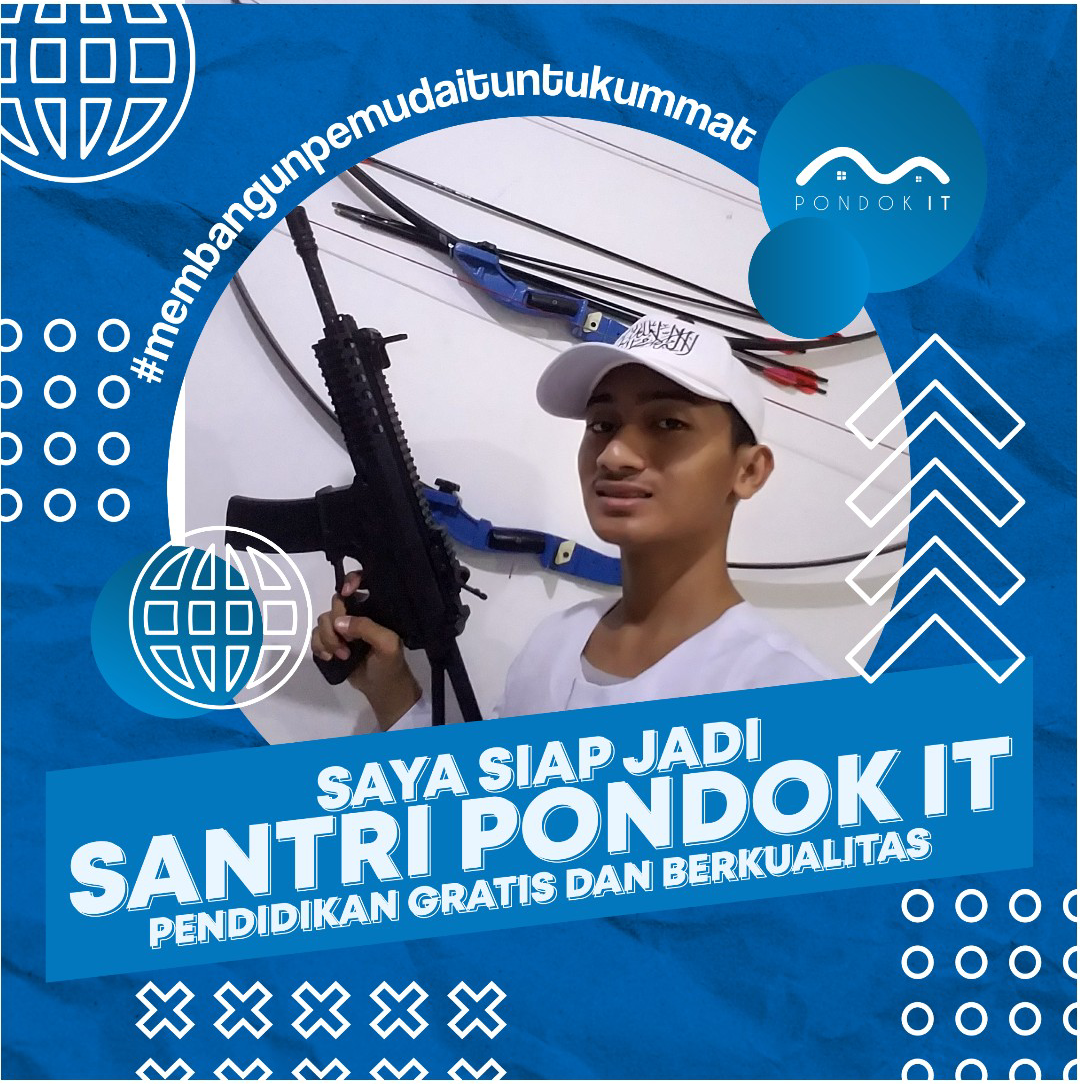 #membangunpemudaituntukummat
PONDOK IT
SAYA SIAP JADI
SANTRI PONDOK IT
PENDIDIKAN GRATIS DAN BERKUALITAS